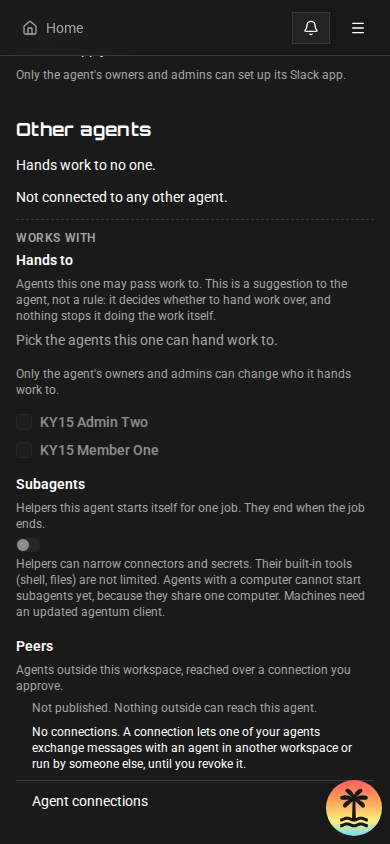 Home
Only the agent's owners and admins can set up its Slack app.
Other agents
Hands work to no one.
Not connected to any other agent.
WORKS WITH
Hands to
Agents this one may pass work to. This is a suggestion to the
agent, not a rule: it decides whether to hand work over, and
nothing stops it doing the work itself.
Pick the agents this one can hand work to.
Only the agent's owners and admins can change who it hands
work to.
KY15 Admin Two
KY15 Member One
Subagents
Helpers this agent starts itself for one job. They end when the job
ends.
Helpers can narrow connectors and secrets. Their built-in tools
(shell, files) are not limited. Agents with a computer cannot start
subagents yet, because they share one computer. Machines need
an updated agentum client.
Peers
Agents outside this workspace, reached over a connection you
approve.
Not published. Nothing outside can reach this agent.
No connections. A connection lets one of your agents
exchange messages with an agent in another workspace or
run by someone else, until you revoke it.
Agent connections